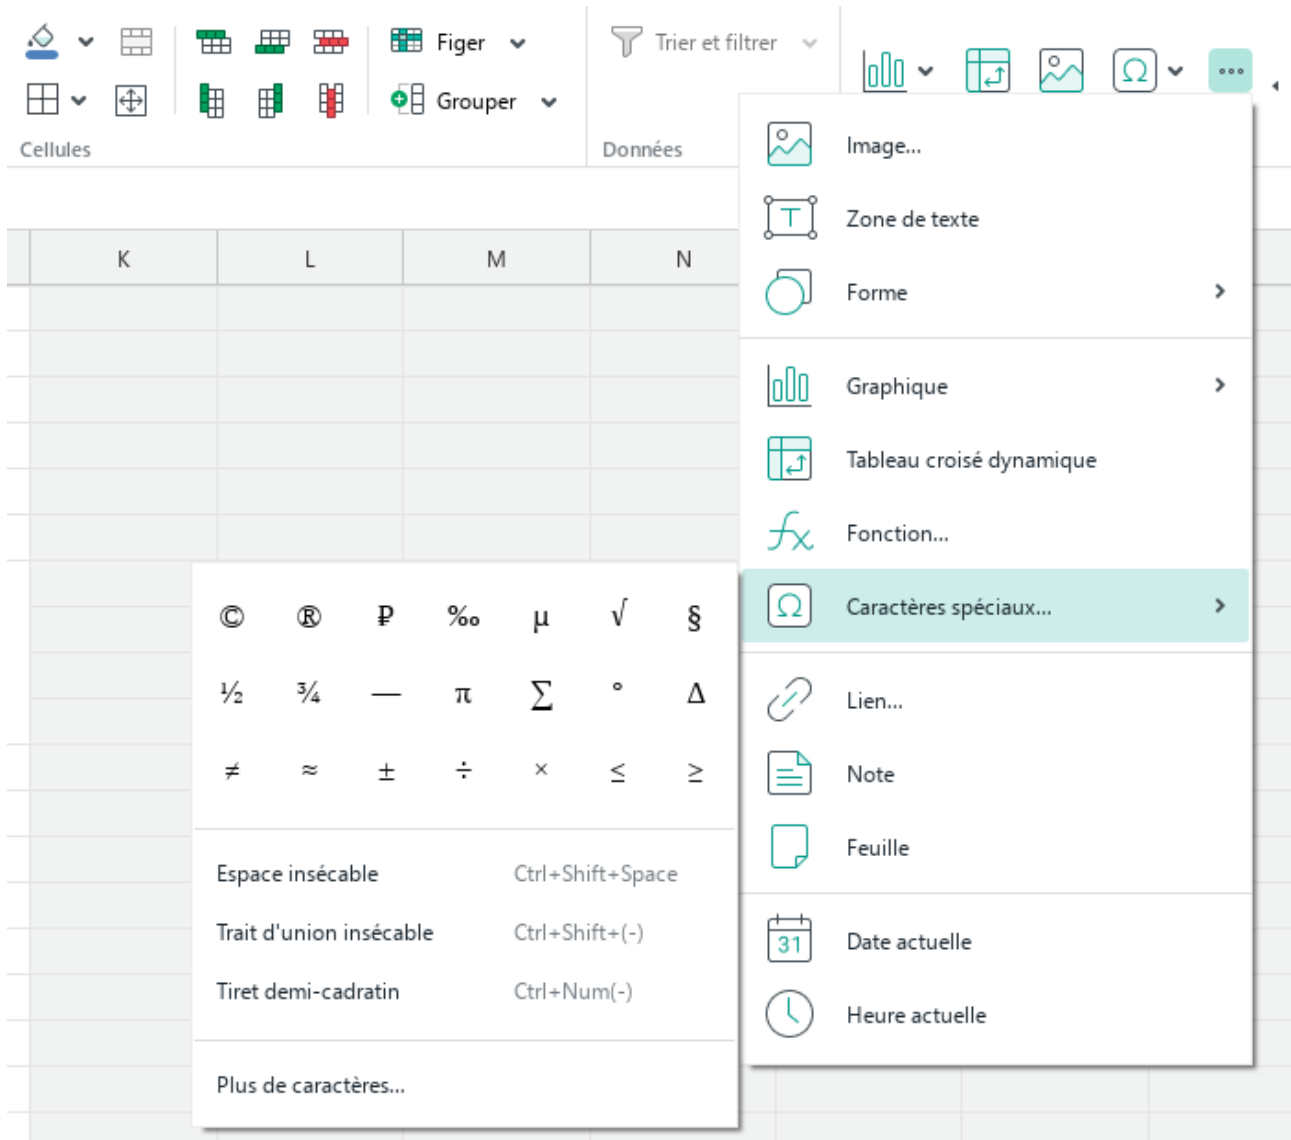 Figer
Trier et filtrer
Grouper
Cellules
Données
K L M N
Image...
Zone de texte
Forme
Graphique
Tableau croisé dynamique
Fonction...
Caractères spéciaux...
Lien...
Note
Feuille
31 Date actuelle
Heure actuelle
© ® ₽ ‰ µ √ §
½ ¾ — π ∑ ° Δ
≠ ≈ ± ÷ × ≤ ≥
Espace insécable Ctrl+Shift+Space
Trait d'union insécable Ctrl+Shift+(-)
Tiret demi-cadratin Ctrl+Num(-)
Plus de caractères...